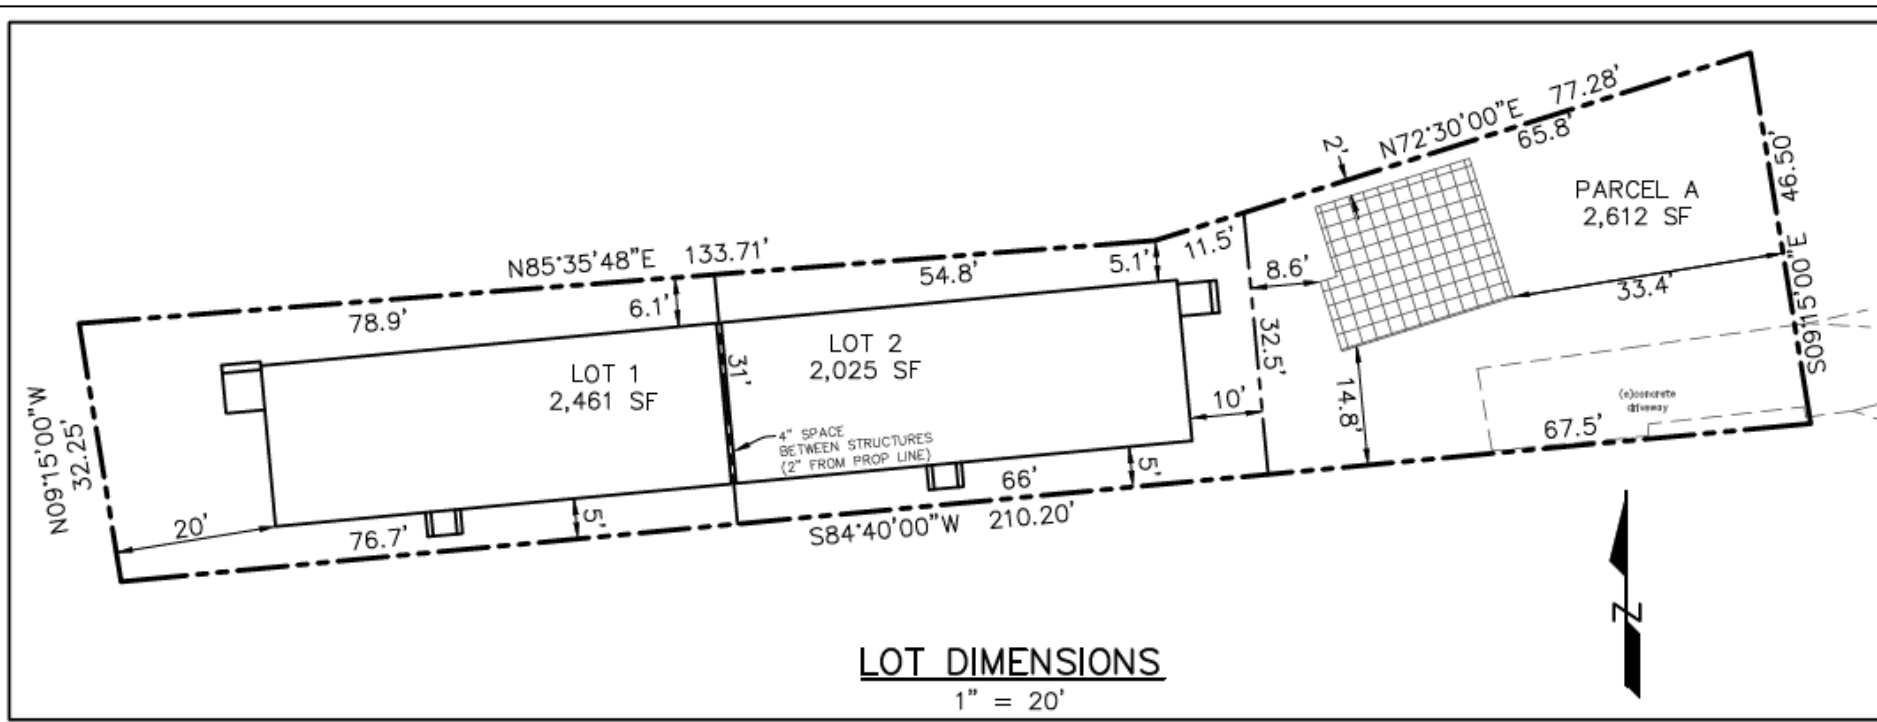 N72°30'00"E 77.28'
65.8'
2'
PARCEL A
2,612 SF
46.50'
S09°15'00"E
N85°35'48"E 133.71'
11.5'
5.1'
54.8'
8.6'
33.4'
78.9'
6.1'
LOT 2
2,025 SF
31'
32.5'
LOT 1
2,461 SF
10'
14.8'
(e)concrete
driveway
67.5'
N09°15'00"W
32.25'
4" SPACE
BETWEEN STRUCTURES
(2" FROM PROP LINE)
5'
66'
20'
76.7'
5'
S84°40'00"W 210.20'
Z
LOT DIMENSIONS
1" = 20'